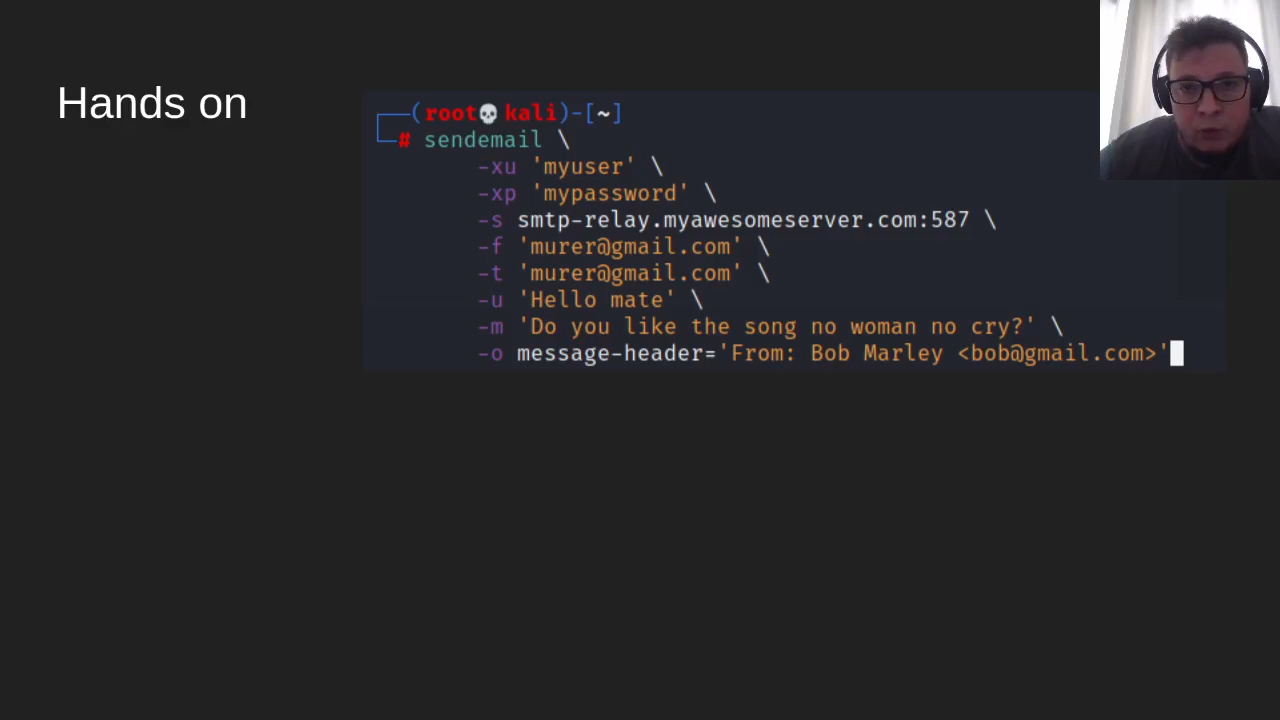 Hands on
(root💀kali)-[~]
# sendemail \
-xu 'myuser' \
-xp 'mypassword' \
-s smtp-relay.myawesomeserver.com:587 \
-f 'murer@gmail.com' \
-t 'murer@gmail.com' \
-u 'Hello mate' \
-m 'Do you like the song no woman no cry?' \
-o message-header='From: Bob Marley <bob@gmail.com>'